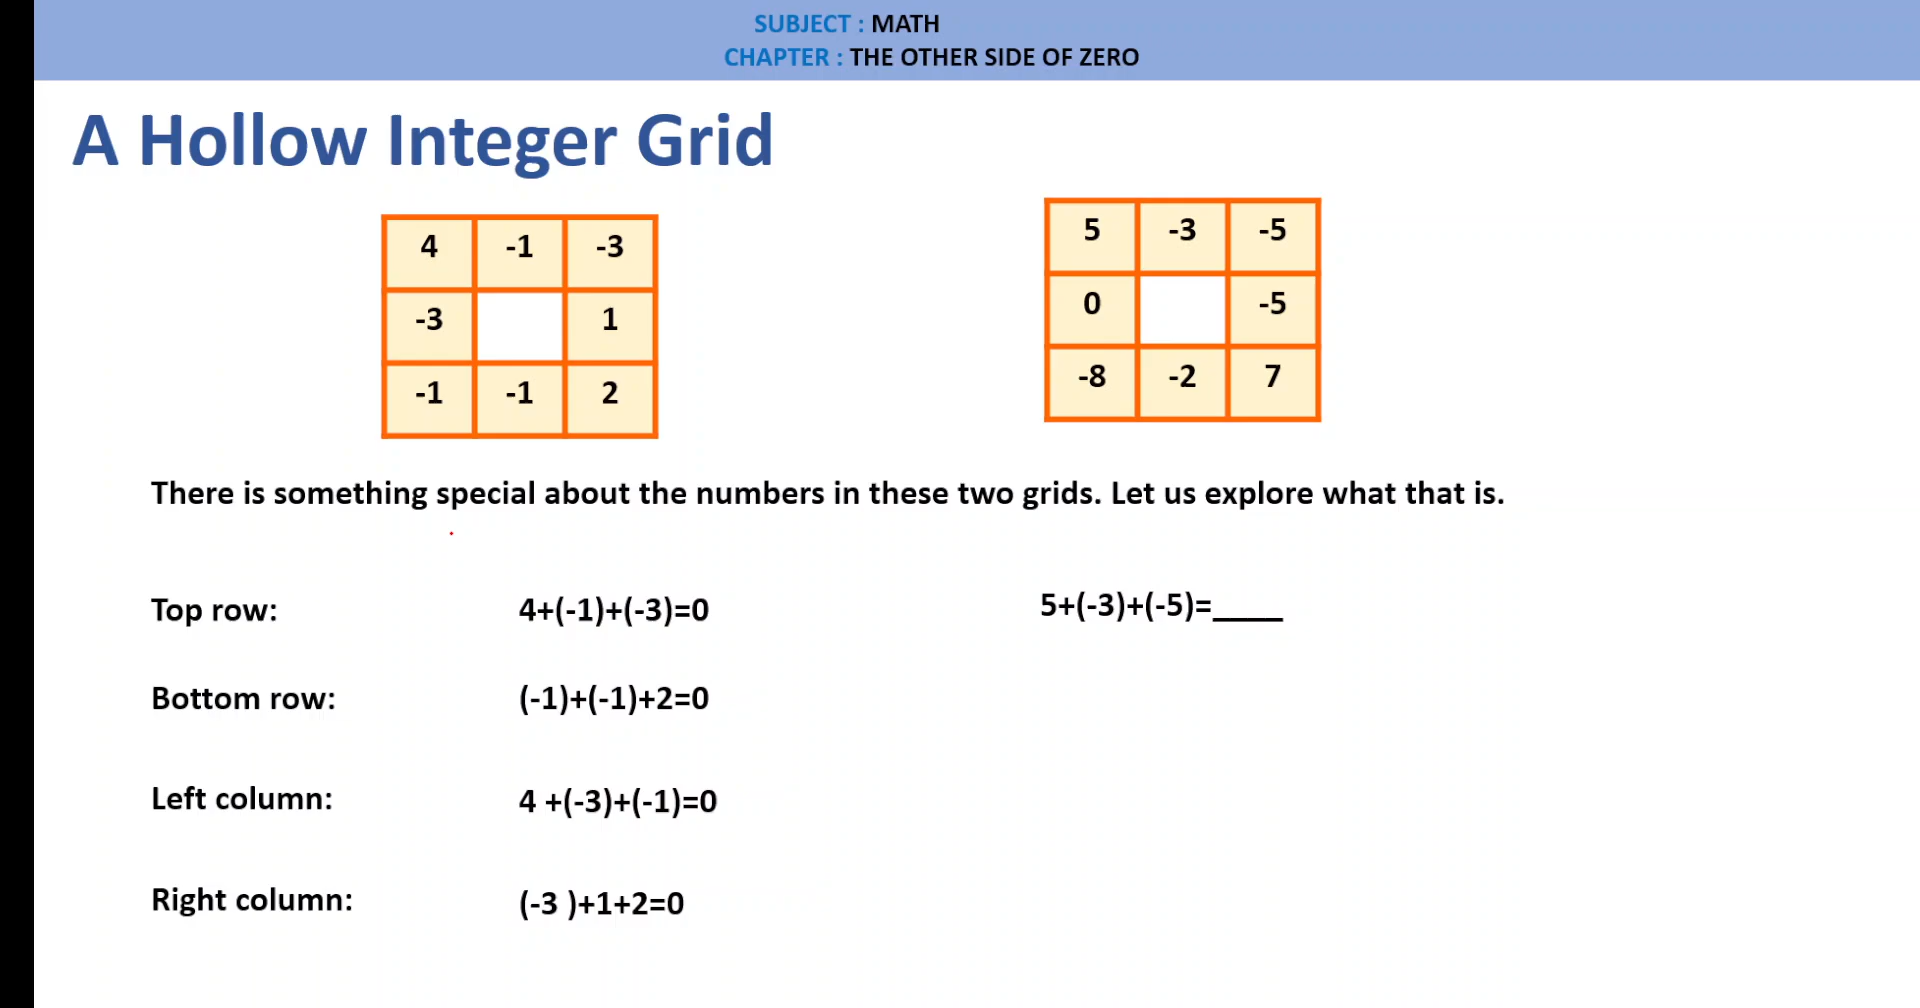 SUBJECT : MATH
CHAPTER : THE OTHER SIDE OF ZERO
A Hollow Integer Grid
4 -1 -3
-3 1
-1 -1 2
5 -3 -5
0 -5
-8 -2 7
There is something special about the numbers in these two grids. Let us explore what that is.
Top row: 4+(-1)+(-3)=0 5+(-3)+(-5)=____
Bottom row: (-1)+(-1)+2=0
Left column: 4 +(-3)+(-1)=0
Right column: (-3 )+1+2=0